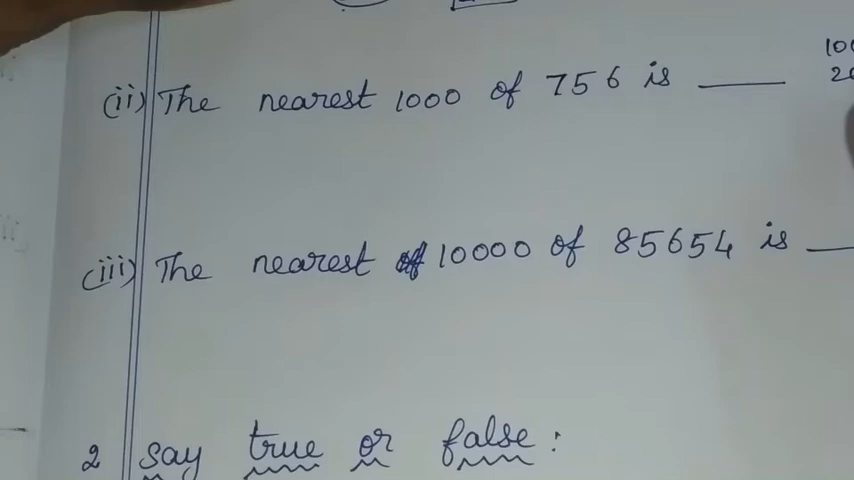 (ii) The nearest 1000 of 756 is ____
(iii) The nearest 10000 of 85654 is ____
2 say true or false: